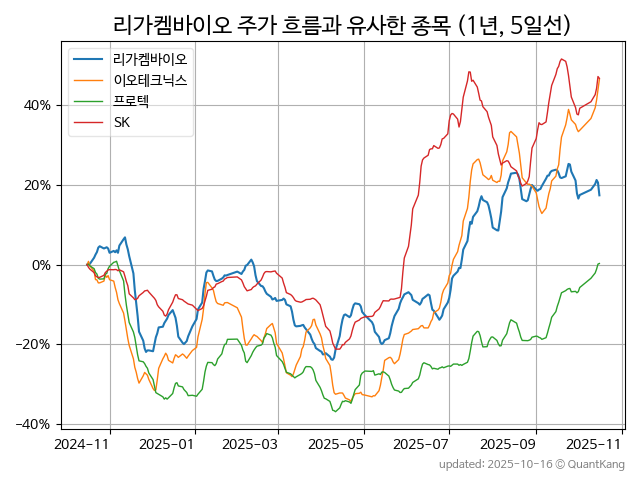 리가켐바이오 주가 흐름과 유사한 종목 (1년, 5일선)
리가켐바이오
이오테크닉스
프로텍
SK
40%
20%
0%
−20%
−40%
2024-11
2025-01
2025-03
2025-05
2025-07
2025-09
2025-11
updated: 2025-10-16 © QuantKang